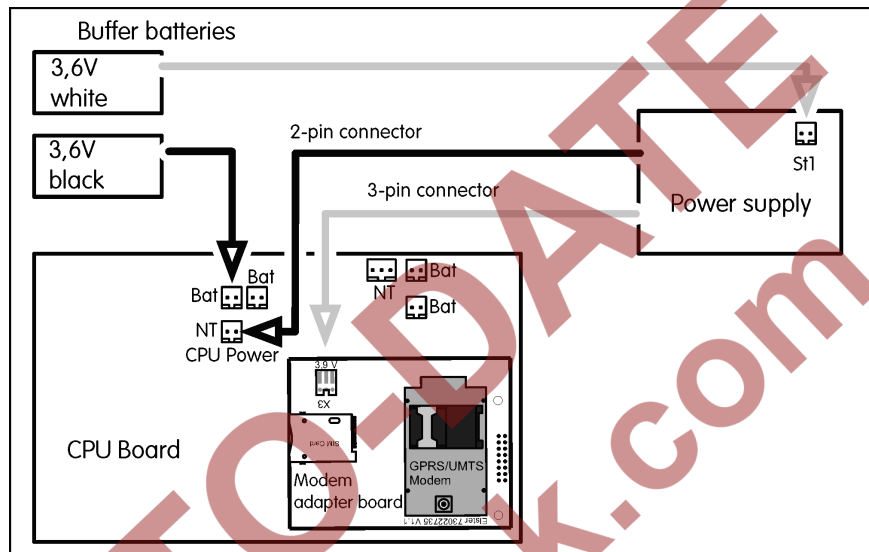 Buffer batteries
3,6V
white
3,6V
black
2-pin connector
3-pin connector
St1
Power supply
Bat
Bat
NT
CPU Power
Bat
NT
Bat
CPU Board
3,6 V
X3
SIM Card
Modem
adapter board
GPRS/UMTS
Modem
Elster 73022735 V1.1
TO-DATE
k.com